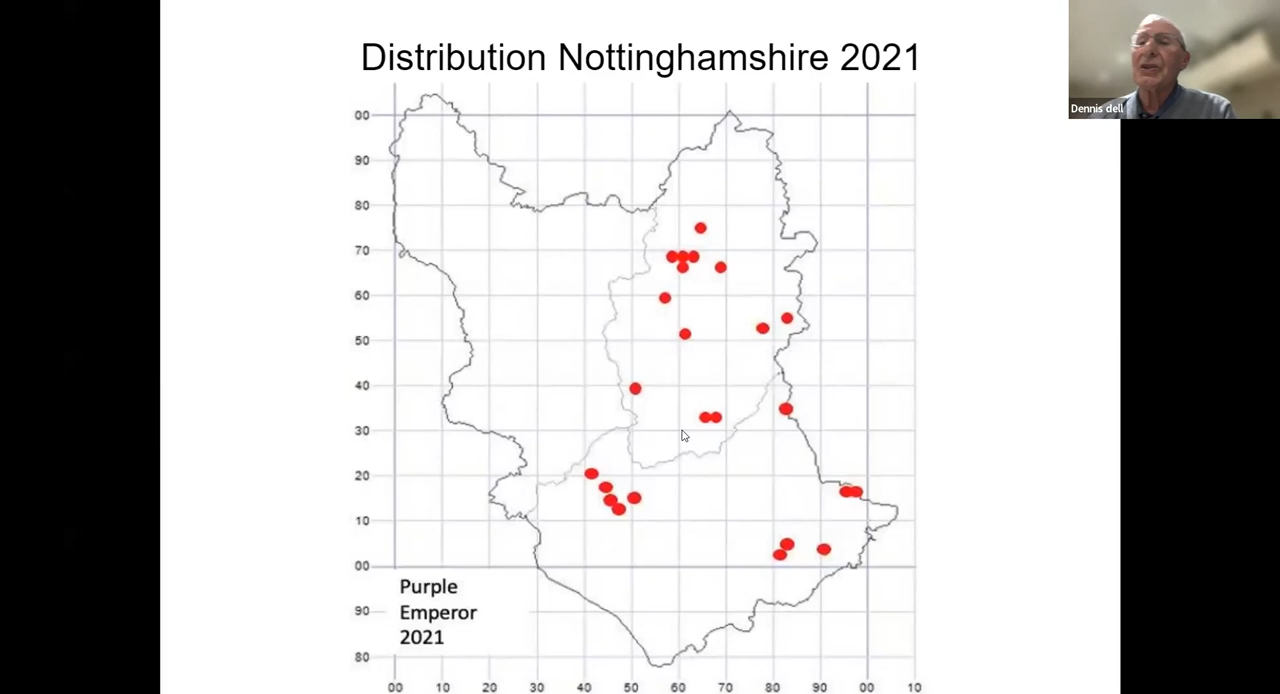 Distribution Nottinghamshire 2021
Dennis dell
00
90
80
70
60
50
40
30
20
10
00
90
80
Purple
Emperor
2021
00 10 20 30 40 50 60 70 80 90 00 10